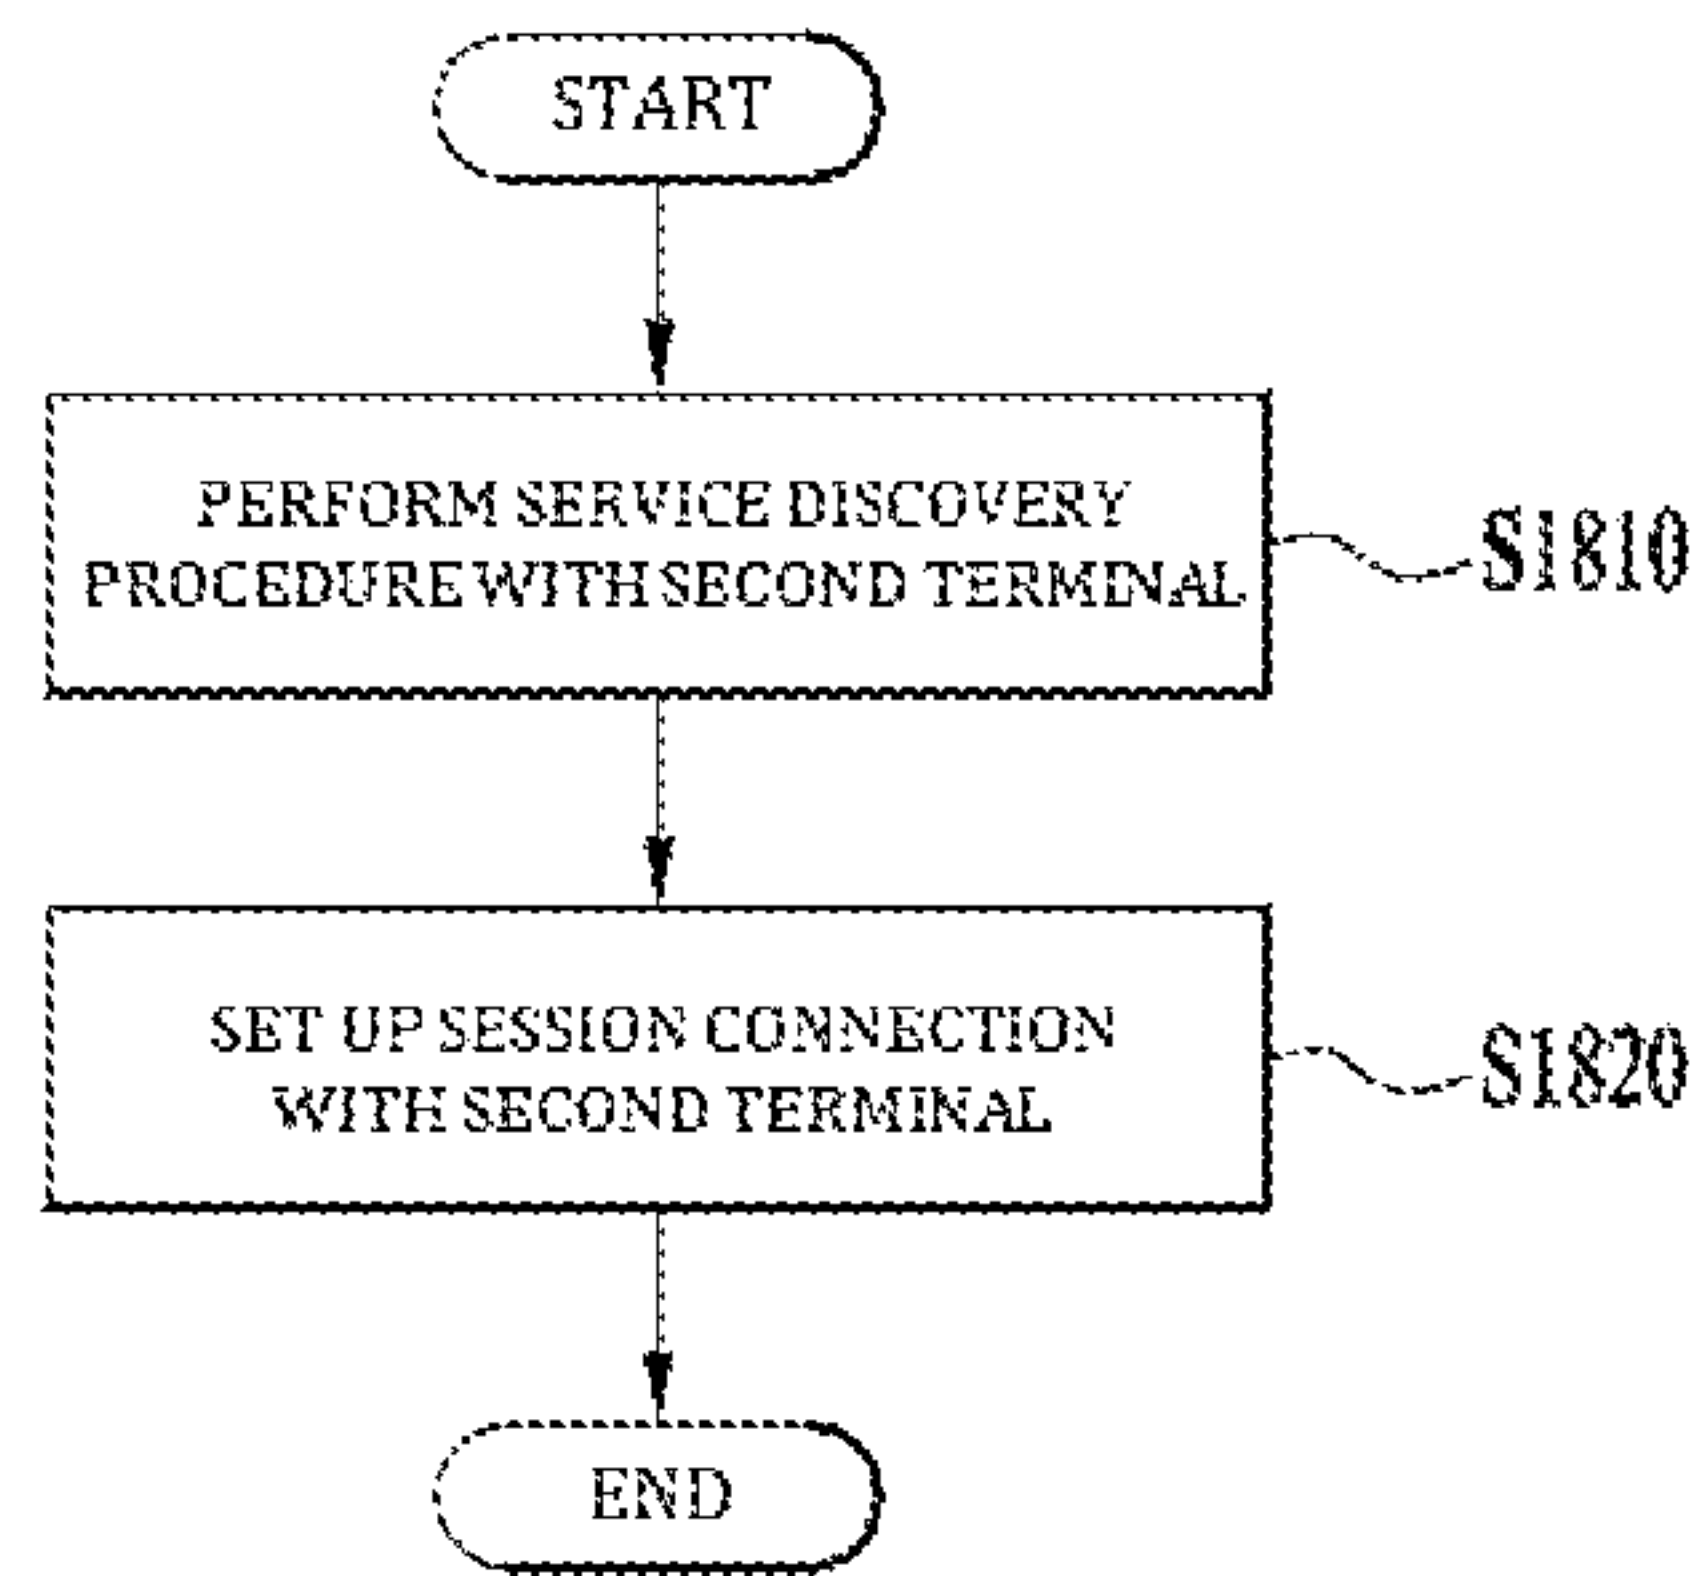 START
PERFORM SERVICE DISCOVERY
PROCEDURE WITH SECOND TERMINAL
S1810
SET UP SESSION CONNECTION
WITH SECOND TERMINAL
S1820
END